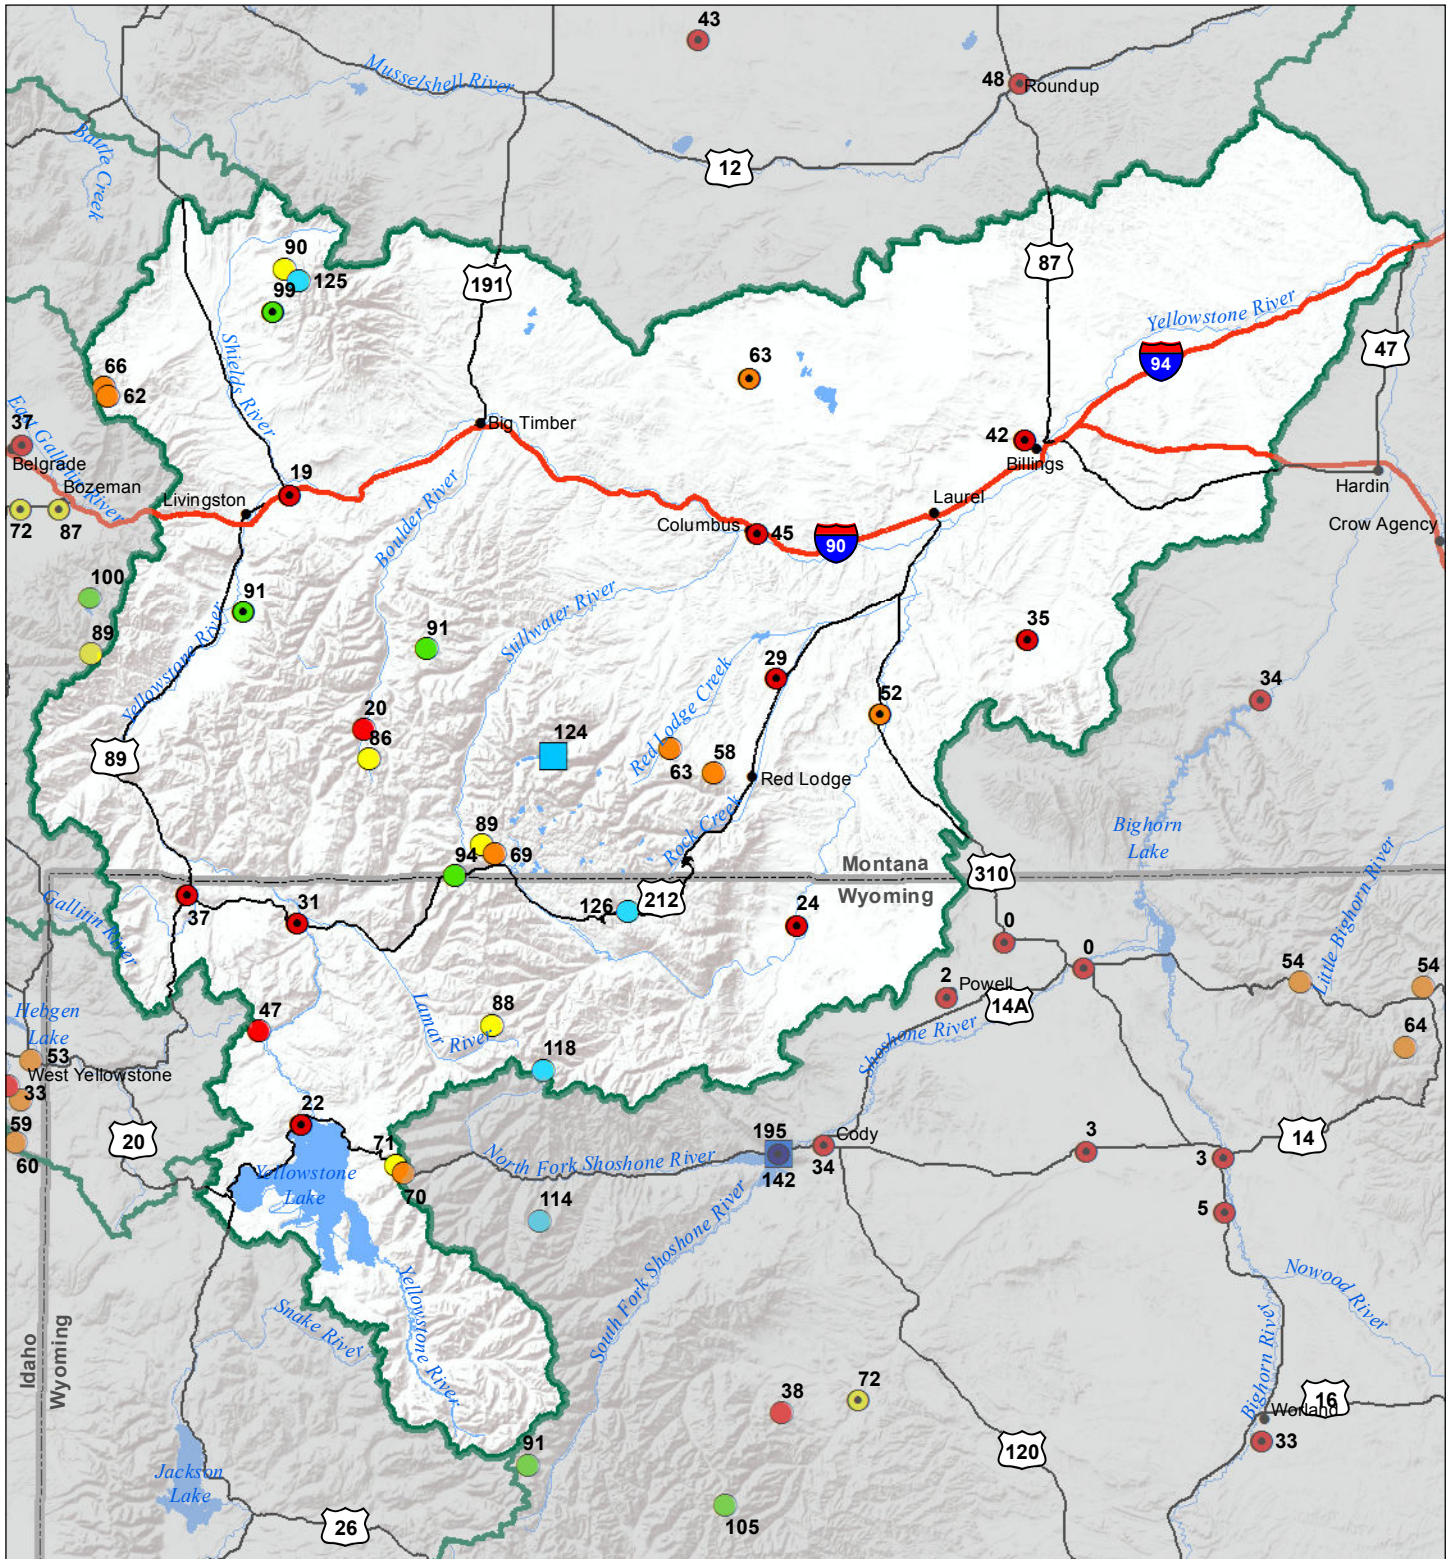 43
Musselshell River
48
Roundup
Battle Creek
12
90
125
99
191
87
Yellowstone River
Shields River
94
47
66
62
63
East Gallitin River
37
Belgrade
Big Timber
42
Billings
Bozeman
72
87
Livingston
19
Laurel
Hardin
Columbus
45
90
Crow Agency
Boulder River
100
91
89
91
Stillwater River
35
Yellowstone River
29
34
Red Lodge Creek
52
20
86
124
89
63
58
Red Lodge
Rock Creek
Bighorn
Lake
89
69
94
Montana
Wyoming
310
Little Bighorn River
Gallitin River
37
31
126
212
24
0
0
54
54
2
Powell
14A
Hebgen
Lake
47
Lamar River
88
Shoshone River
64
53
West Yellowstone
33
118
59
60
20
22
71
70
195
142
Cody
34
3
3
14
North Fork Shoshone River
Yellowstone
Lake
114
5
South Fork Shoshone River
Nowood River
Yellowstone River
Snake River
Bighorn River
Idaho
Wyoming
38
72
16
Worland
33
91
120
Jackson
Lake
105
26